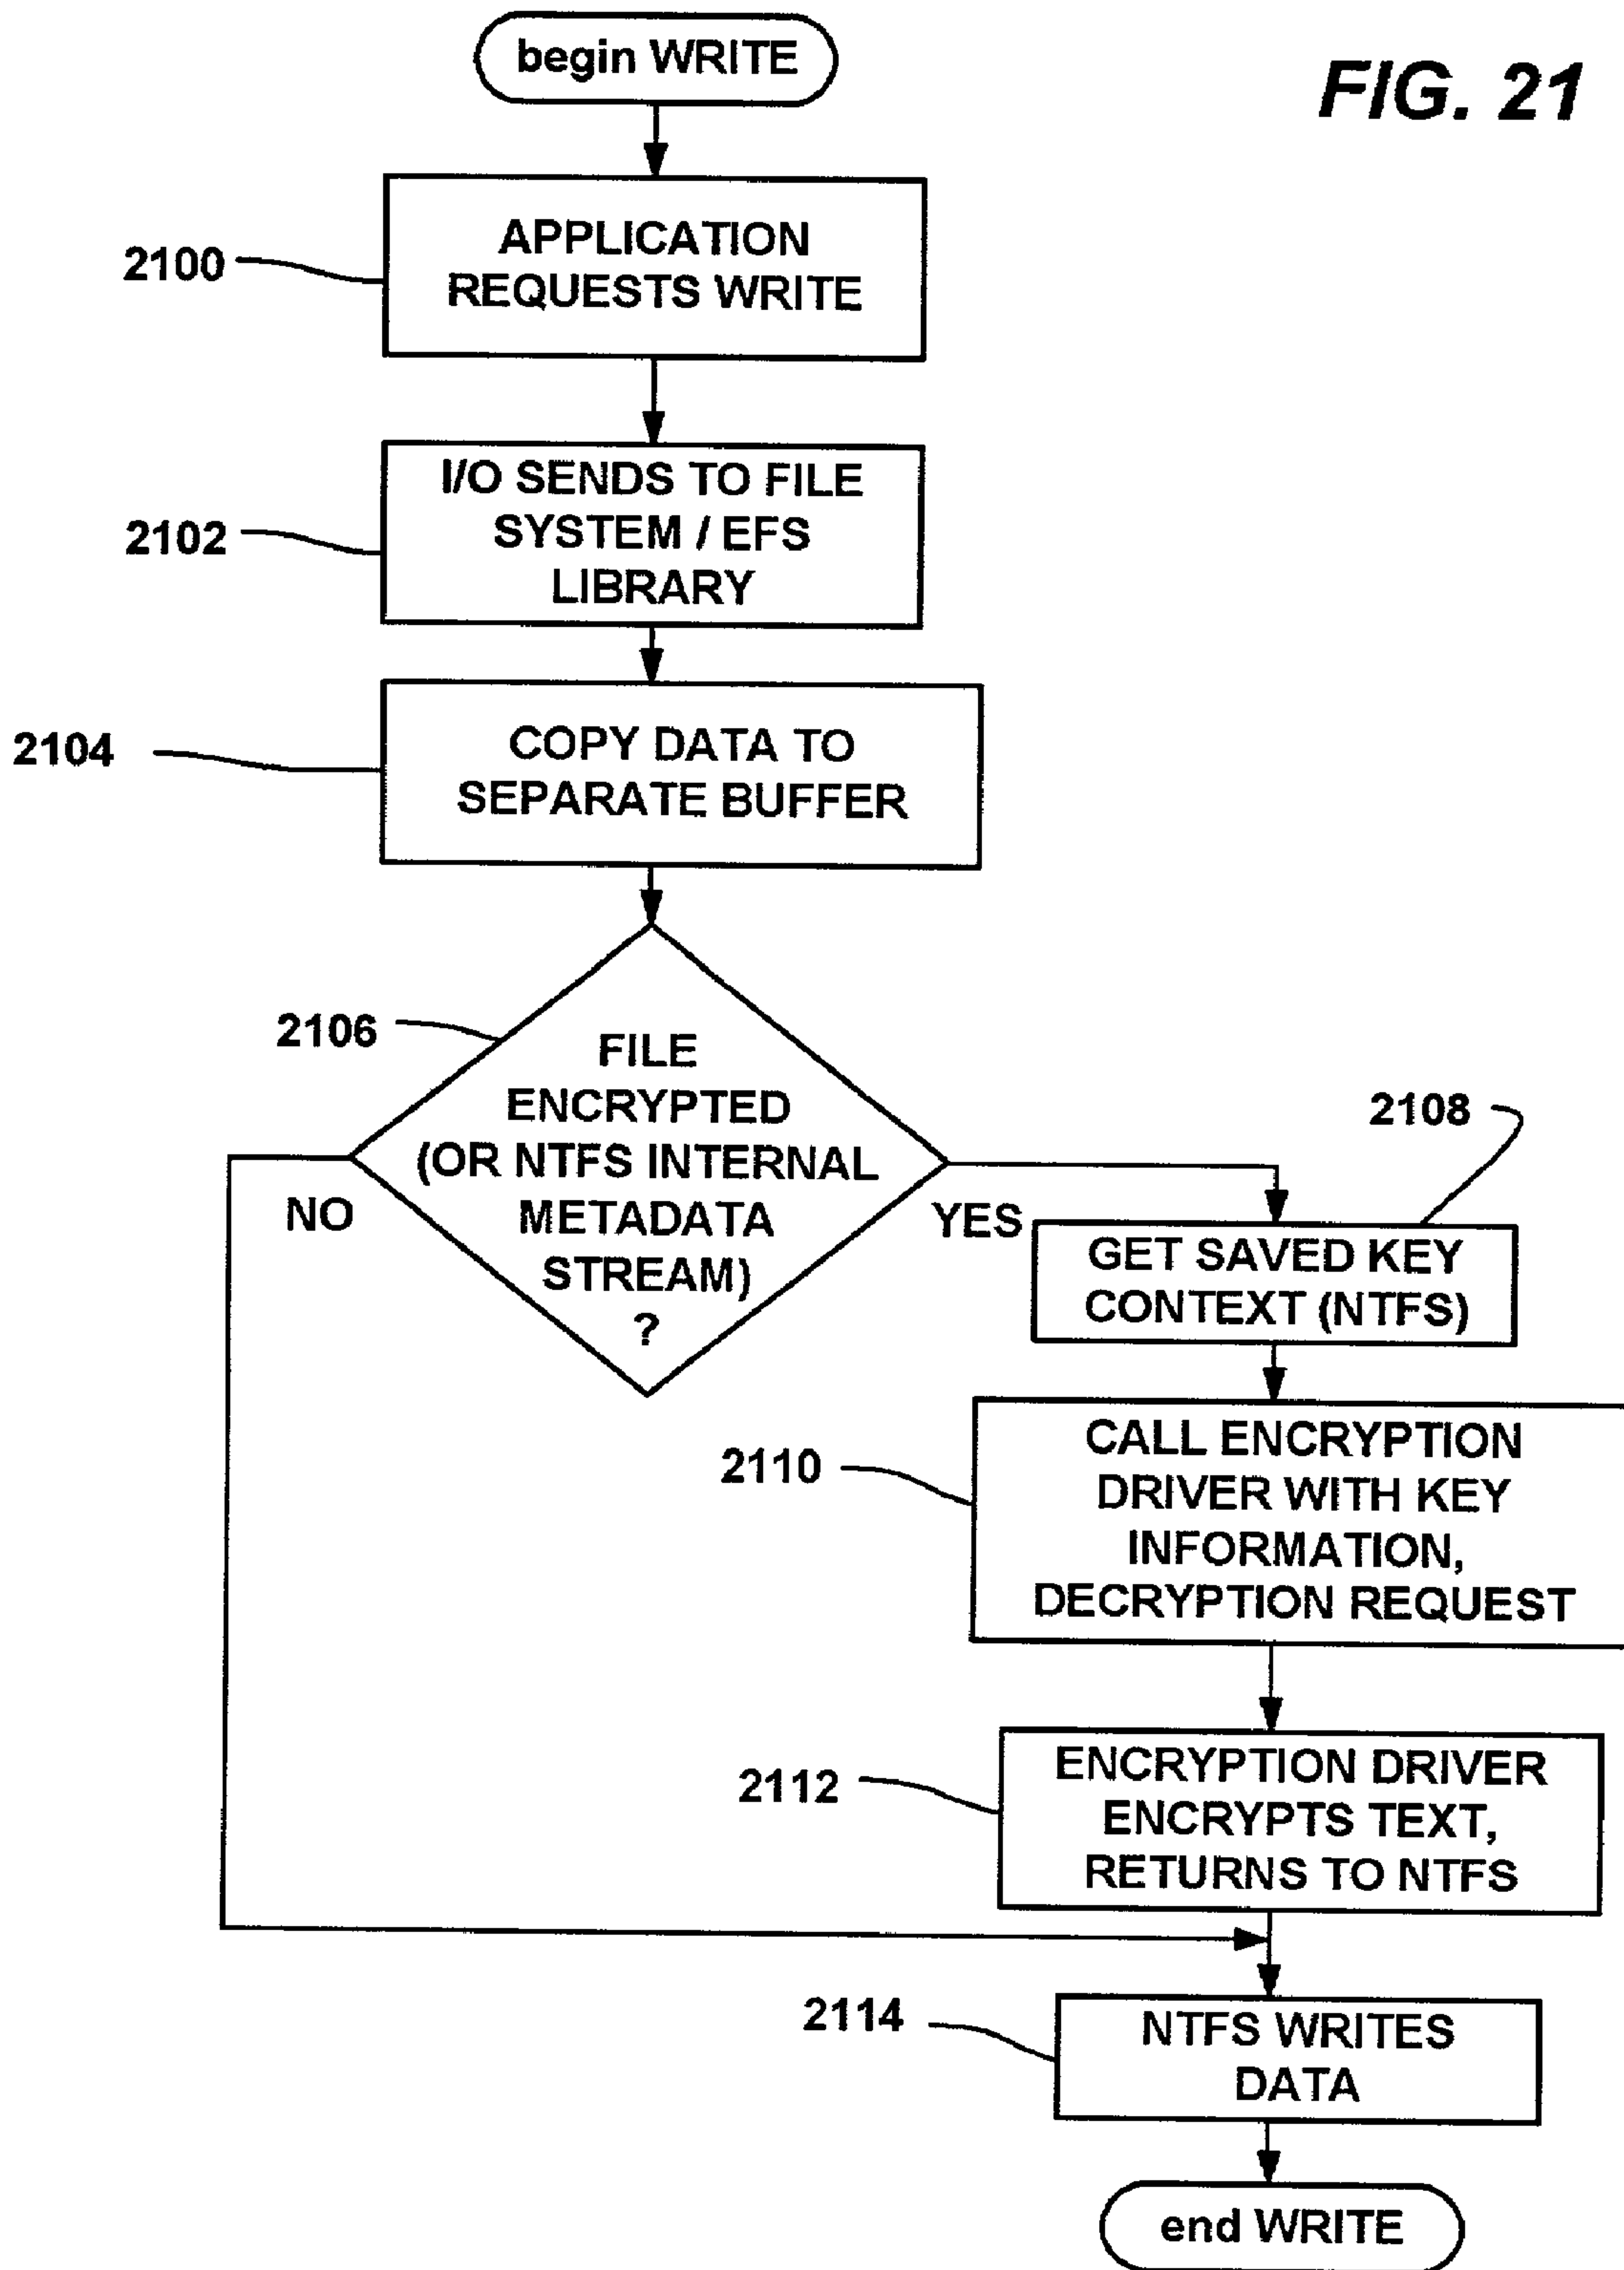 begin WRITE
FIG. 21
2100
APPLICATION
REQUESTS WRITE
2102
I/O SENDS TO FILE
SYSTEM / EFS
LIBRARY
2104
COPY DATA TO
SEPARATE BUFFER
2106
FILE
ENCRYPTED
(OR NTFS INTERNAL
METADATA
STREAM)
?
NO
YES
2108
GET SAVED KEY
CONTEXT (NTFS)
2110
CALL ENCRYPTION
DRIVER WITH KEY
INFORMATION,
DECRYPTION REQUEST
2112
ENCRYPTION DRIVER
ENCRYPTS TEXT,
RETURNS TO NTFS
2114
NTFS WRITES
DATA
end WRITE